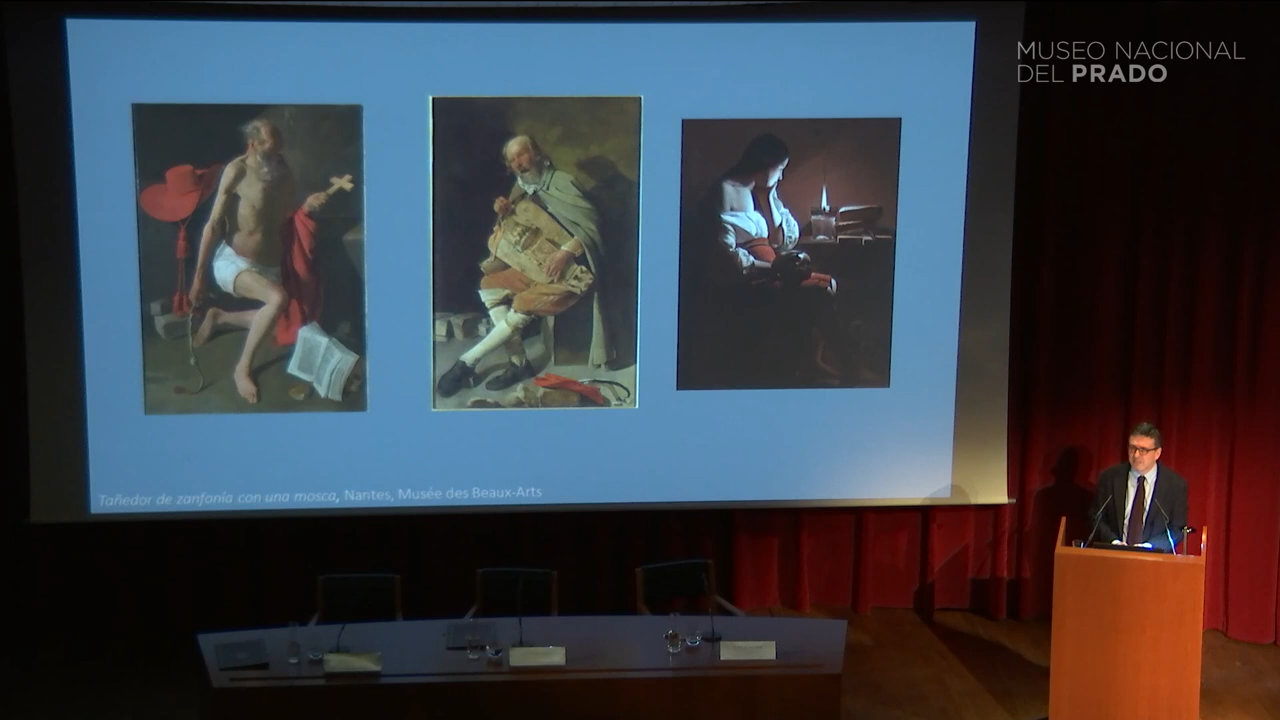 MUSEO NACIONAL
DEL PRADO
Tañedor de zanfonía con una mosca, Nantes, Musée des Beaux-Arts